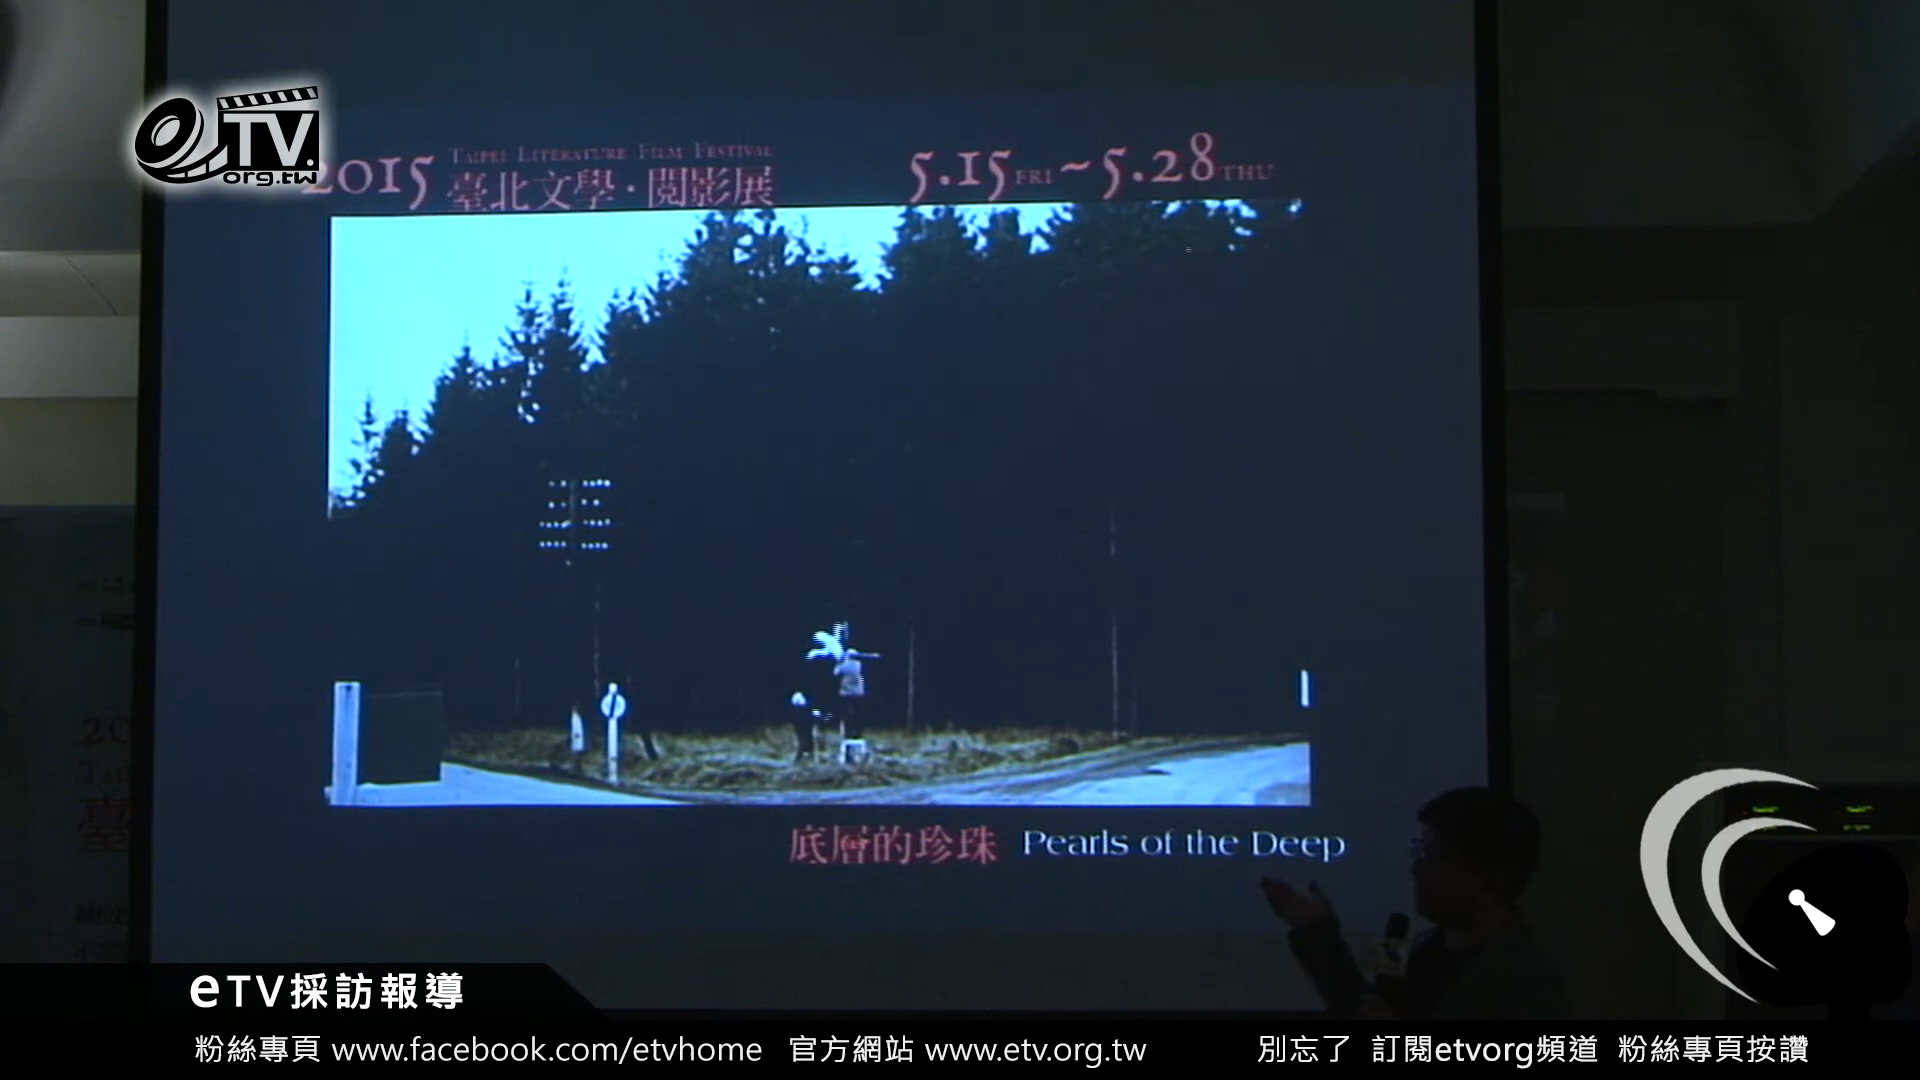 eTV.
org.tw
2015 TAIPEI LITERATURE FILM FESTIVAL
臺北文學·閱影展
5.15 FRI ~ 5.28 THU
底層的珍珠 Pearls of the Deep
eTV採訪報導
粉絲專頁 www.facebook.com/etvhome 官方網站 www.etv.org.tw 別忘了 訂閱etvorg頻道 粉絲專頁按讚